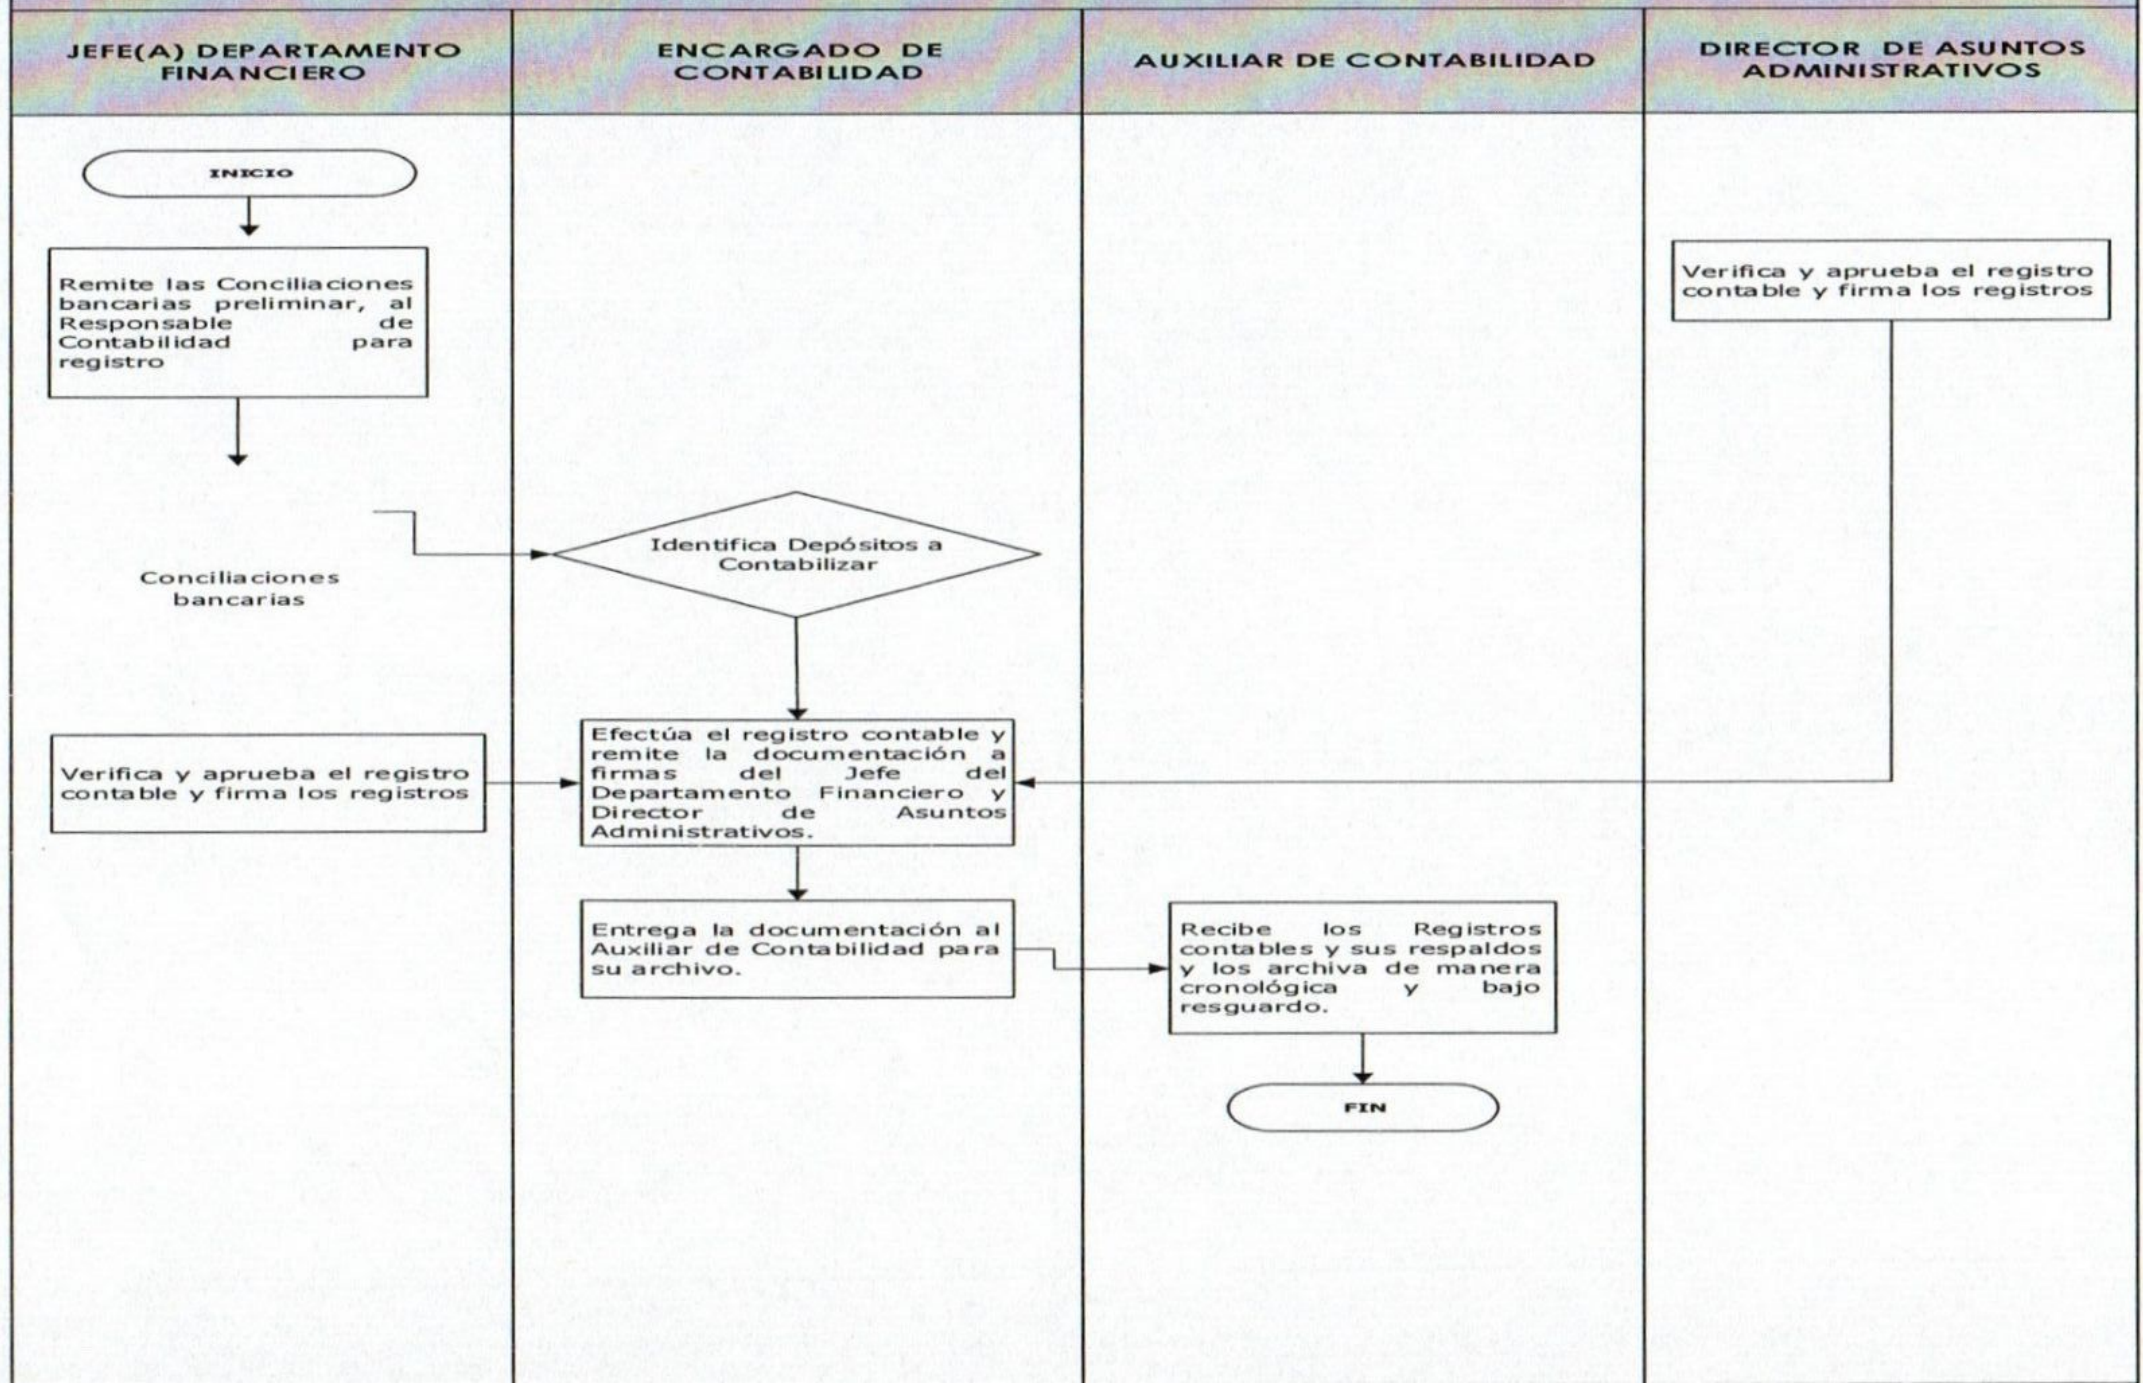 JEFE(A) DEPARTAMENTO
FINANCIERO
ENCARGADO DE
CONTABILIDAD
AUXILIAR DE CONTABILIDAD
DIRECTOR DE ASUNTOS
ADMINISTRATIVOS
INICIO
Remite las Conciliaciones
bancarias preliminar, al
Responsable de
Contabilidad para
registro
Verifica y aprueba el registro
contable y firma los registros
Identifica Depósitos a
Contabilizar
Conciliaciones
bancarias
Verifica y aprueba el registro
contable y firma los registros
Efectúa el registro contable y
remite la documentación a
firmas del Jefe del
Departamento Financiero y
Director de Asuntos
Administrativos.
Entrega la documentación al
Auxiliar de Contabilidad para
su archivo.
Recibe los Registros
contables y sus respaldos
y los archiva de manera
cronológica y bajo
resguardo.
FIN